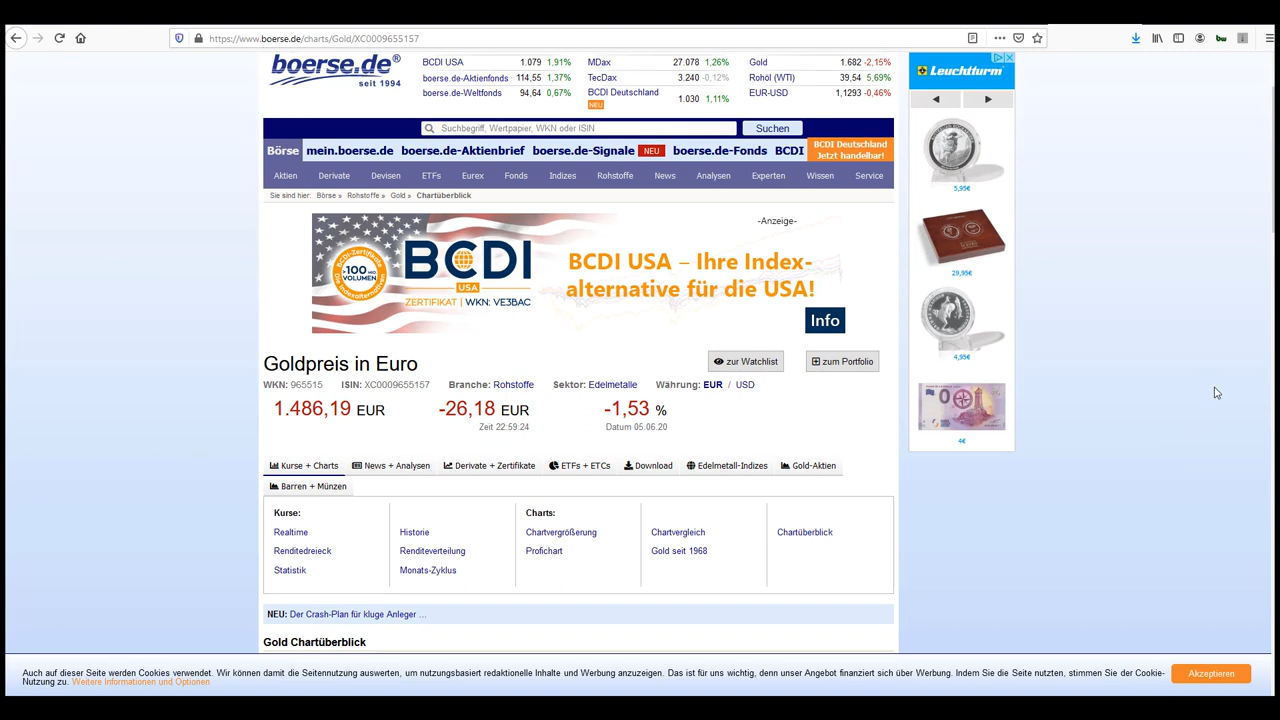 https://www.boerse.de/charts/Gold/XC0009655157
boerse.de®
seit 1994
BCDI USA 1.079 1,91%
boerse.de-Aktienfonds 114,55 1,37%
boerse.de-Weltfonds 94,64 0,67%
MDax 27.078 1,26%
TecDax 3.240 -0,12%
BCDI Deutschland NEU 1.030 1,11%
Gold 1.682 -2,15%
Rohöl (WTI) 39,54 5,69%
EUR-USD 1,1293 -0,46%
Leuchtturm
Suchbegriff, Wertpapier, WKN oder ISIN
Suchen
Börse mein.boerse.de boerse.de-Aktienbrief boerse.de-Signale NEU boerse.de-Fonds BCDI
BCDI Deutschland
Jetzt handelbar!
Aktien Derivate Devisen ETFs Eurex Fonds Indizes Rohstoffe News Analysen Experten Wissen Service
Sie sind hier: Börse » Rohstoffe » Gold » Chartüberblick
5,95€
-Anzeige-
BCDI-Zertifikate
>100 MIO.
VOLUMEN
BCDI
USA
ZERTIFIKAT | WKN: VE3BAC
BCDI USA – Ihre Index-
alternative für die USA!
Info
29,95€
4,95€
0
4€
Goldpreis in Euro
zur Watchlist
zum Portfolio
WKN: 965515 ISIN: XC0009655157 Branche: Rohstoffe Sektor: Edelmetalle Währung: EUR / USD
1.486,19 EUR -26,18 EUR -1,53 %
Zeit 22:59:24 Datum 05.06.20
Kurse + Charts News + Analysen Derivate + Zertifikate ETFs + ETCs Download Edelmetall-Indizes Gold-Aktien
Barren + Münzen
Kurse: Charts:
Realtime Historie Chartvergrößerung Chartvergleich Chartüberblick
Renditedreieck Renditeverteilung Profichart Gold seit 1968
Statistik Monats-Zyklus
NEU: Der Crash-Plan für kluge Anleger ...
Gold Chartüberblick
Auch auf dieser Seite werden Cookies verwendet. Wir können damit die Seitennutzung auswerten, um nutzungsbasiert redaktionelle Inhalte und Werbung anzuzeigen. Das ist für uns wichtig, denn unser Angebot finanziert sich über Werbung. Indem Sie die Seite nutzten, stimmen Sie der Cookie-
Nutzung zu. Weitere Informationen und Optionen
Akzeptieren